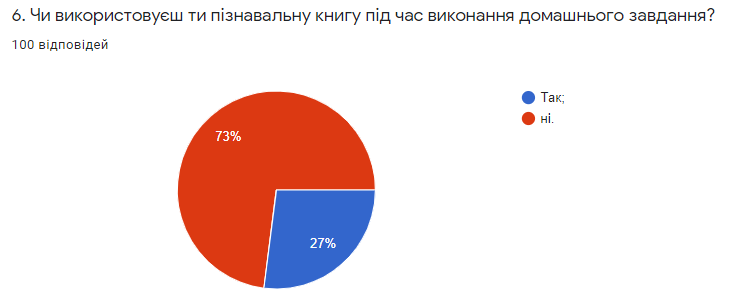 6. Чи використовуєш ти пізнавальну книгу під час виконання домашнього завдання?
100 відповідей
Так;
ні.
73%
27%